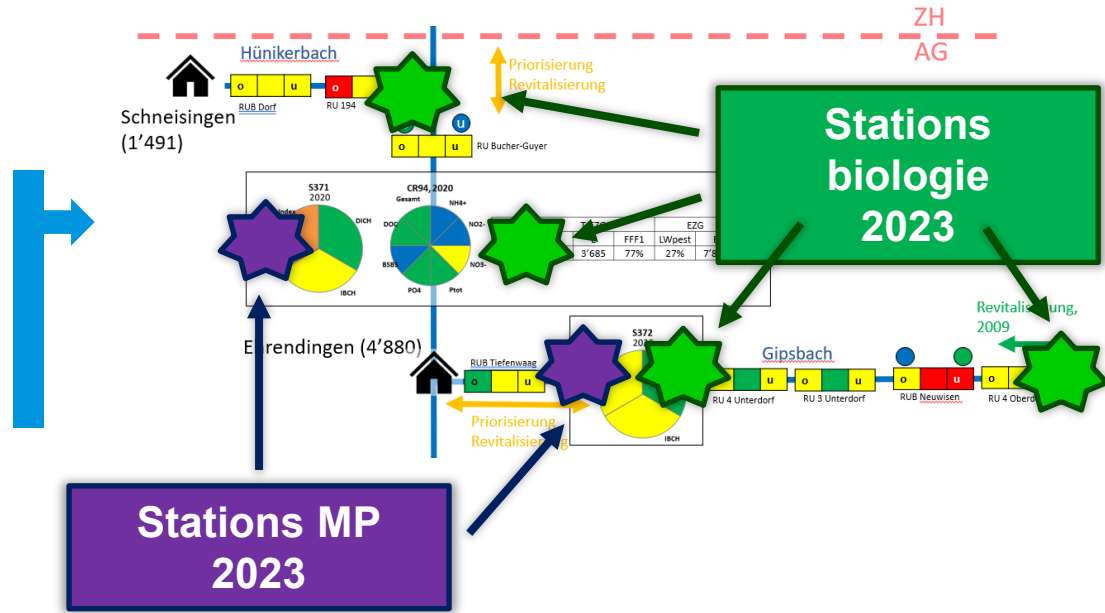 ZH
AG
Hünikerbach
Priorisierung
Revitalisierung
o u
RUB Dorf
o
RU 194
Schneisingen
(1'491)
u
o u
RU Bucher-Guyer
Stations
biologie
2023
S371
2020
DICH
IBCH
CR94, 2020
Gesamt
NH4+
DOC
NO2-
BSB5
NO3-
PO4
Ptot
EZG
FFF1 LWpest
3'685 77% 27%
Revitalisierung,
2009
Ehrendingen (4'880)
S372
RUB Tiefenwaag
o u
Gipsbach
u
RU 4 Unterdorf
o u
RU 3 Unterdorf
o u
RUB Neuwisen
o
Priorisierung
Revitalisierung
IBCH
Stations MP
2023